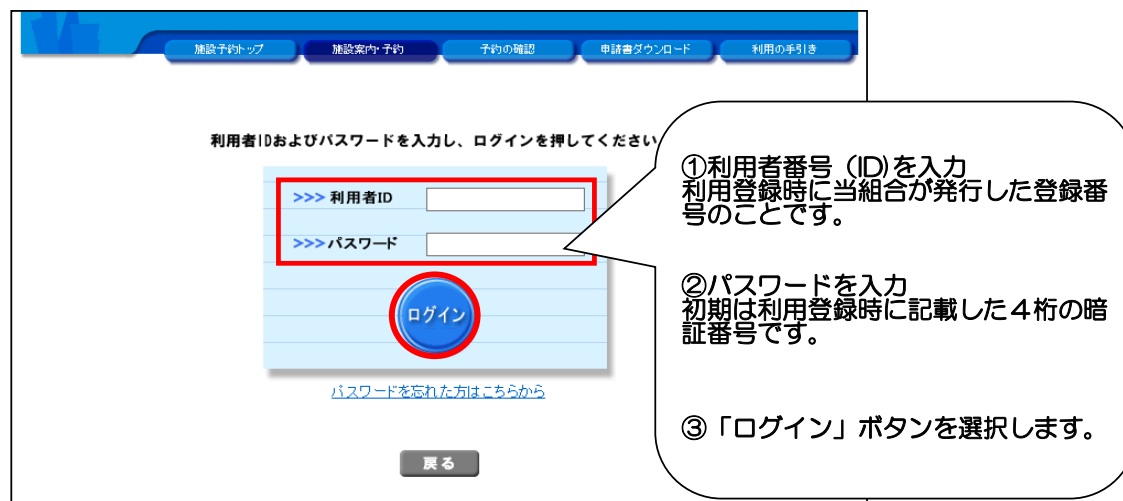 施設予約トップ 施設案内・予約 予約の確認 申請書ダウンロード 利用の手引き
利用者IDおよびパスワードを入力し、ログインを押してください
>>> 利用者ID
>>> パスワード
ログイン
パスワードを忘れた方はこちらから
戻る
①利用者番号（ID)を入力
利用登録時に当組合が発行した登録番
号のことです。
②パスワードを入力
初期は利用登録時に記載した４桁の暗
証番号です。
③「ログイン」ボタンを選択します。